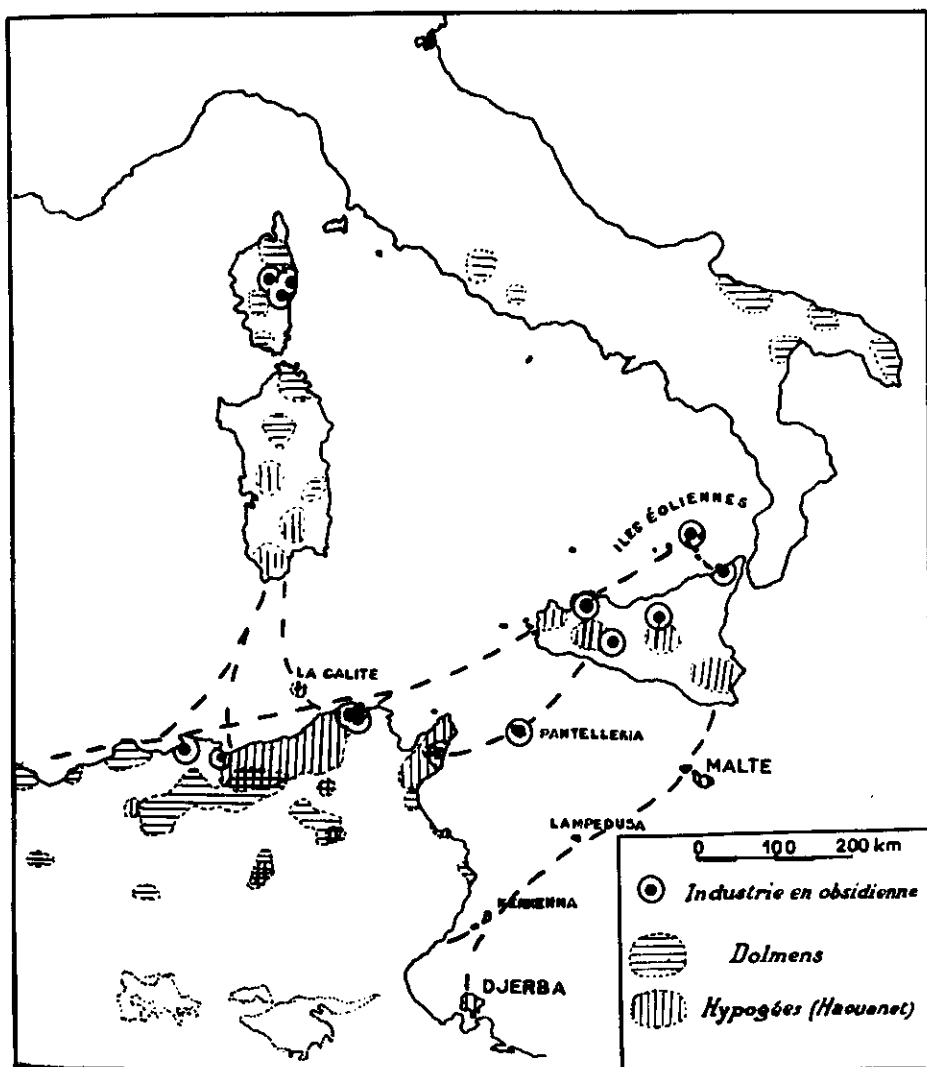 ILES ÉOLIENNES
LA GALITE
PANTELLERIA
MALTE
LAMPEDUSA
KERKENNA
DJERBA
0 100 200 km
Industrie en obsidienne
Dolmens
Hypogées (Haouanet)